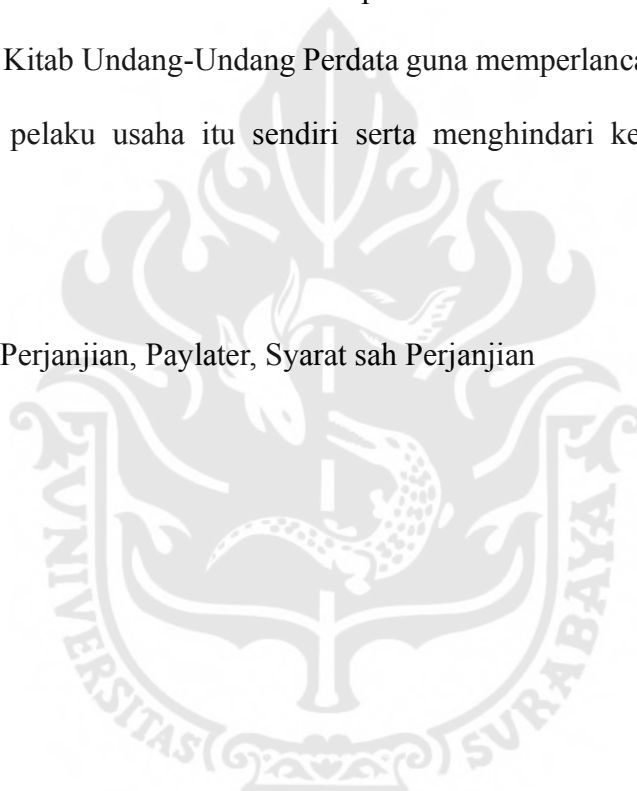 Kitab Undang-Undang Perdata guna memperlanca
pelaku usaha itu sendiri serta menghindari ke
Perjanjian, Paylater, Syarat sah Perjanjian
UNIVERSITAS SURABAYA